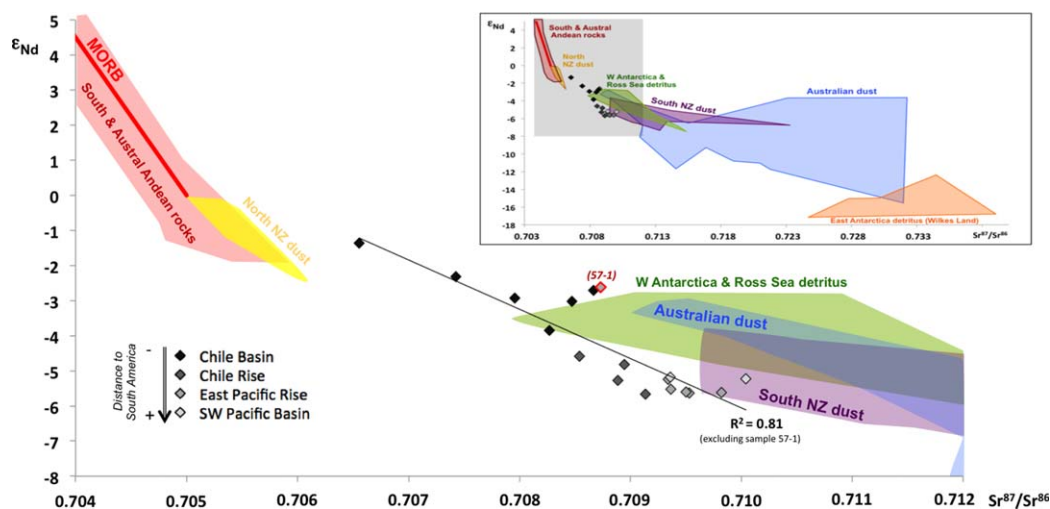 5
εNd
4
3
2
1
0
-1
-2
-3
-4
-5
-6
-7
-8
0.704
0.705
0.706
0.707
0.708
0.709
0.710
0.711
0.712
Sr87/Sr86
MORB
South & Austral Andean rocks
North NZ dust
(57-1)
W Antarctica & Ross Sea detritus
Australian dust
South NZ dust
R² = 0.81
(excluding sample 57-1)
Distance to
South America
-
+
Chile Basin
Chile Rise
East Pacific Rise
SW Pacific Basin
εNd
4
2
0
-2
-4
-6
-8
-10
-12
-14
-16
-18
0.703
0.708
0.713
0.718
0.723
0.728
0.733
Sr87/Sr86
South & Austral
Andean rocks
North
NZ dust
W Antarctica &
Ross Sea detritus
South NZ dust
Australian dust
East Antarctica detritus (Wilkes Land)